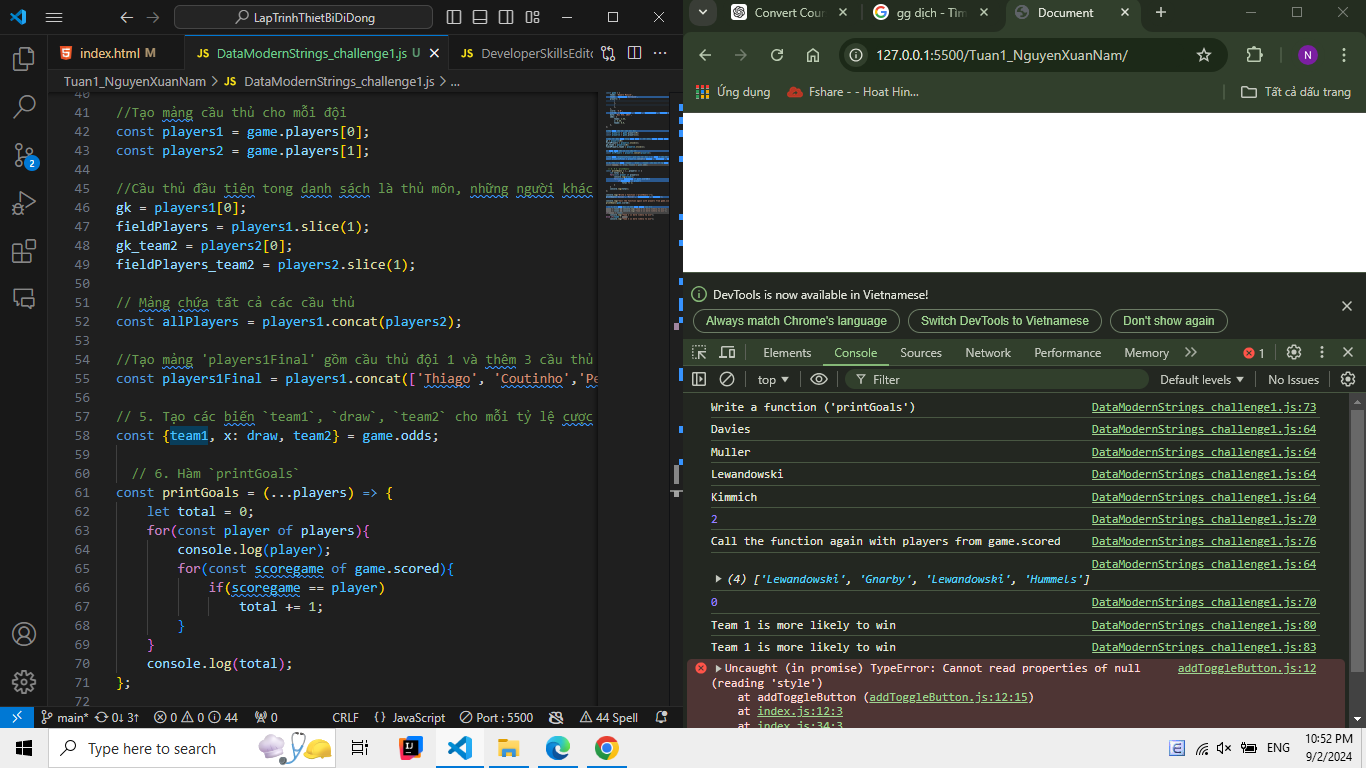 LapTrinhThietBiDiDong
index.html M
JS DataModernStrings_challenge1.js U
JS DeveloperSkillsEditc
Tuan1_NguyenXuanNam > JS DataModernStrings_challenge1.js > ...
40
41 //Tạo mảng cầu thủ cho mỗi đội
42 const players1 = game.players[0];
43 const players2 = game.players[1];
44
45 //Cầu thủ đầu tiên tong danh sách là thủ môn, những người khác
46 gk = players1[0];
47 fieldPlayers = players1.slice(1);
48 gk_team2 = players2[0];
49 fieldPlayers_team2 = players2.slice(1);
50
51 // Mảng chứa tất cả các cầu thủ
52 const allPlayers = players1.concat(players2);
53
54 //Tạo mảng 'players1Final' gồm cầu thủ đội 1 và thêm 3 cầu thủ
55 const players1Final = players1.concat(['Thiago', 'Coutinho','Pe
56
57 // 5. Tạo các biến `team1`, `draw`, `team2` cho mỗi tỷ lệ cược
58 const {team1, x: draw, team2} = game.odds;
59
60 // 6. Hàm `printGoals`
61 const printGoals = (...players) => {
62 let total = 0;
63 for(const player of players){
64 console.log(player);
65 for(const scoregame of game.scored){
66 if(scoregame == player)
67 total += 1;
68 }
69 }
70 console.log(total);
71 };
72
2
main* 0↓ 3↑ 0 0 44 0 CRLF {} JavaScript Port : 5500 44 Spell
Convert Cour
gg dịch - Tìm
Document
127.0.0.1:5500/Tuan1_NguyenXuanNam/
N
Ứng dụng
Fshare - - Hoat Hin...
Tất cả dấu trang
DevTools is now available in Vietnamese!
Always match Chrome's language
Switch DevTools to Vietnamese
Don't show again
Elements Console Sources Network Performance Memory 1
top Filter Default levels No Issues
Write a function ('printGoals') DataModernStrings_challenge1.js:73
Davies DataModernStrings_challenge1.js:64
Muller DataModernStrings_challenge1.js:64
Lewandowski DataModernStrings_challenge1.js:64
Kimmich DataModernStrings_challenge1.js:64
2 DataModernStrings_challenge1.js:70
Call the function again with players from game.scored DataModernStrings_challenge1.js:76
DataModernStrings_challenge1.js:64
(4) ['Lewandowski', 'Gnarby', 'Lewandowski', 'Hummels']
0 DataModernStrings_challenge1.js:70
Team 1 is more likely to win DataModernStrings_challenge1.js:80
Team 1 is more likely to win DataModernStrings_challenge1.js:83
Uncaught (in promise) TypeError: Cannot read properties of null addToggleButton.js:12
(reading 'style')
at addToggleButton (addToggleButton.js:12:15)
at index.js:12:3
at index.js:34:3
Type here to search
ENG
10:52 PM
9/2/2024